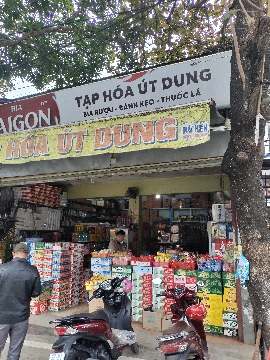 BIA
SAIGON
TẠP HÓA ÚT DUNG
BIA RƯỢU - BÁNH KẸO - THUỐC LÁ
HÓA ÚT DUNG